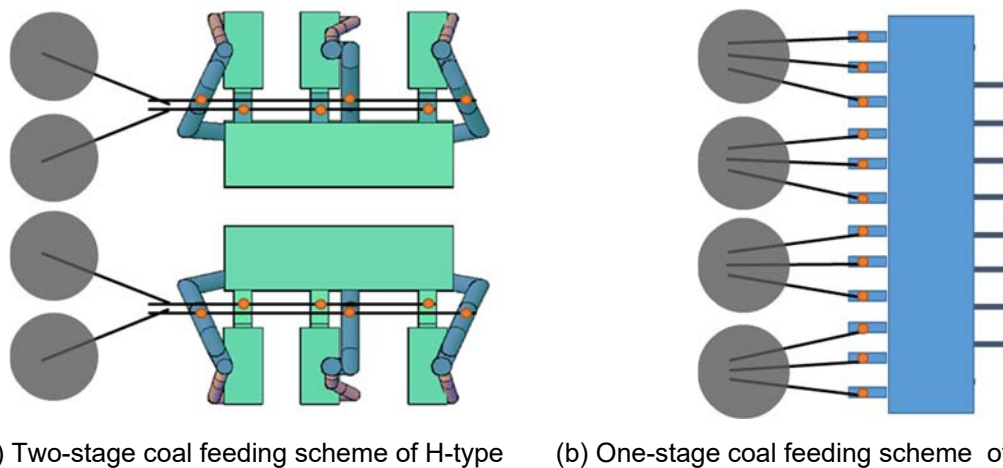 ) Two-stage coal feeding scheme of H-type
(b) One-stage coal feeding scheme o